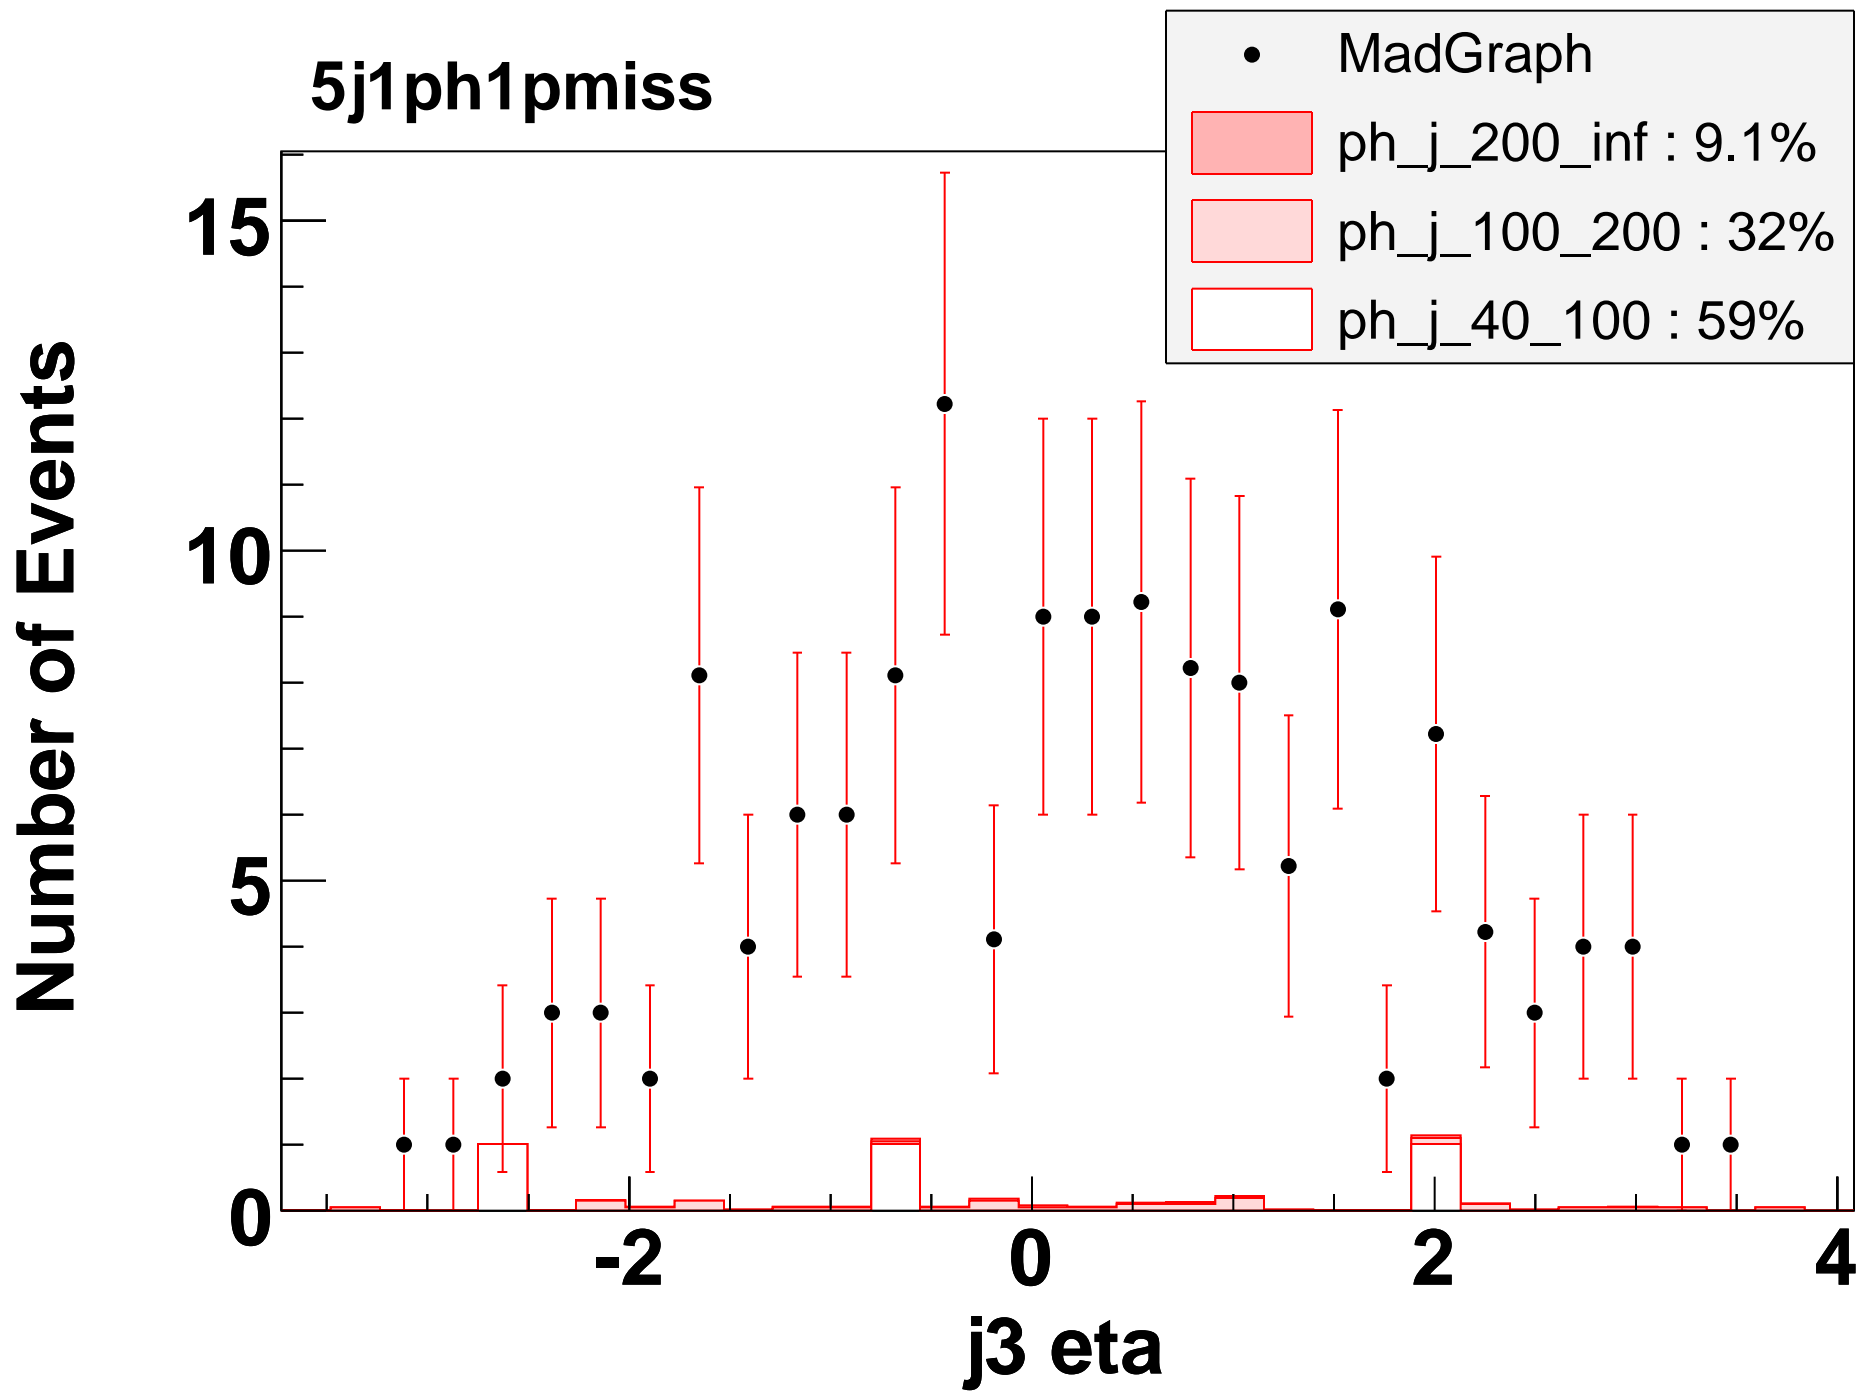 5j1ph1pmiss
MadGraph
ph_j_200_inf : 9.1%
ph_j_100_200 : 32%
ph_j_40_100 : 59%
Number of Events
15
10
5
0
-2 0 2 4
j3 eta